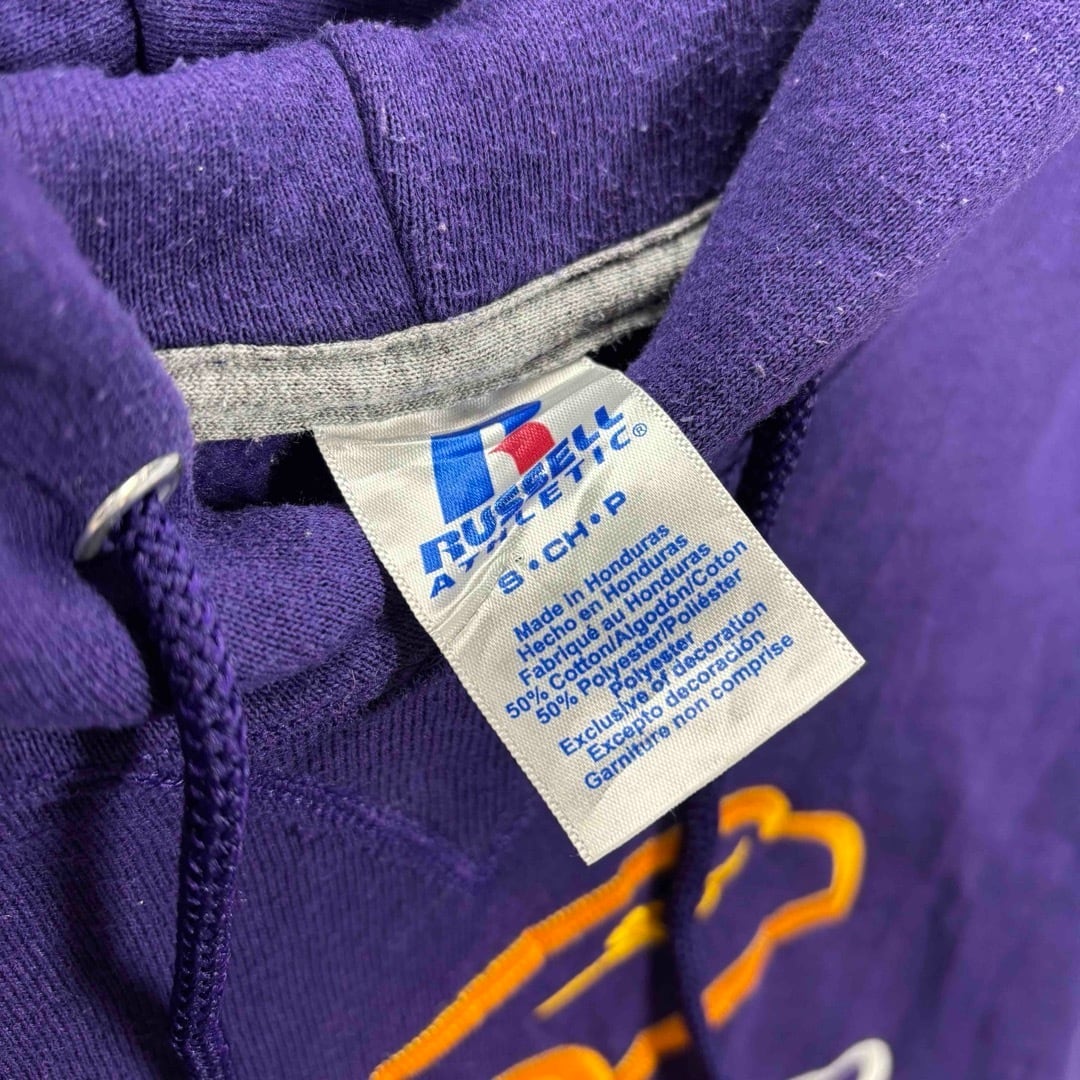 RUSSELL
ATHLETIC®
S•CH•P
Made in Honduras
Hecho en Honduras
Fabriqué au Honduras
50% Cotton/Algodón/Coton
50% Polyester/Poliéster
Polyester
Exclusive of decoration
Excepto decoración
Garniture non comprise